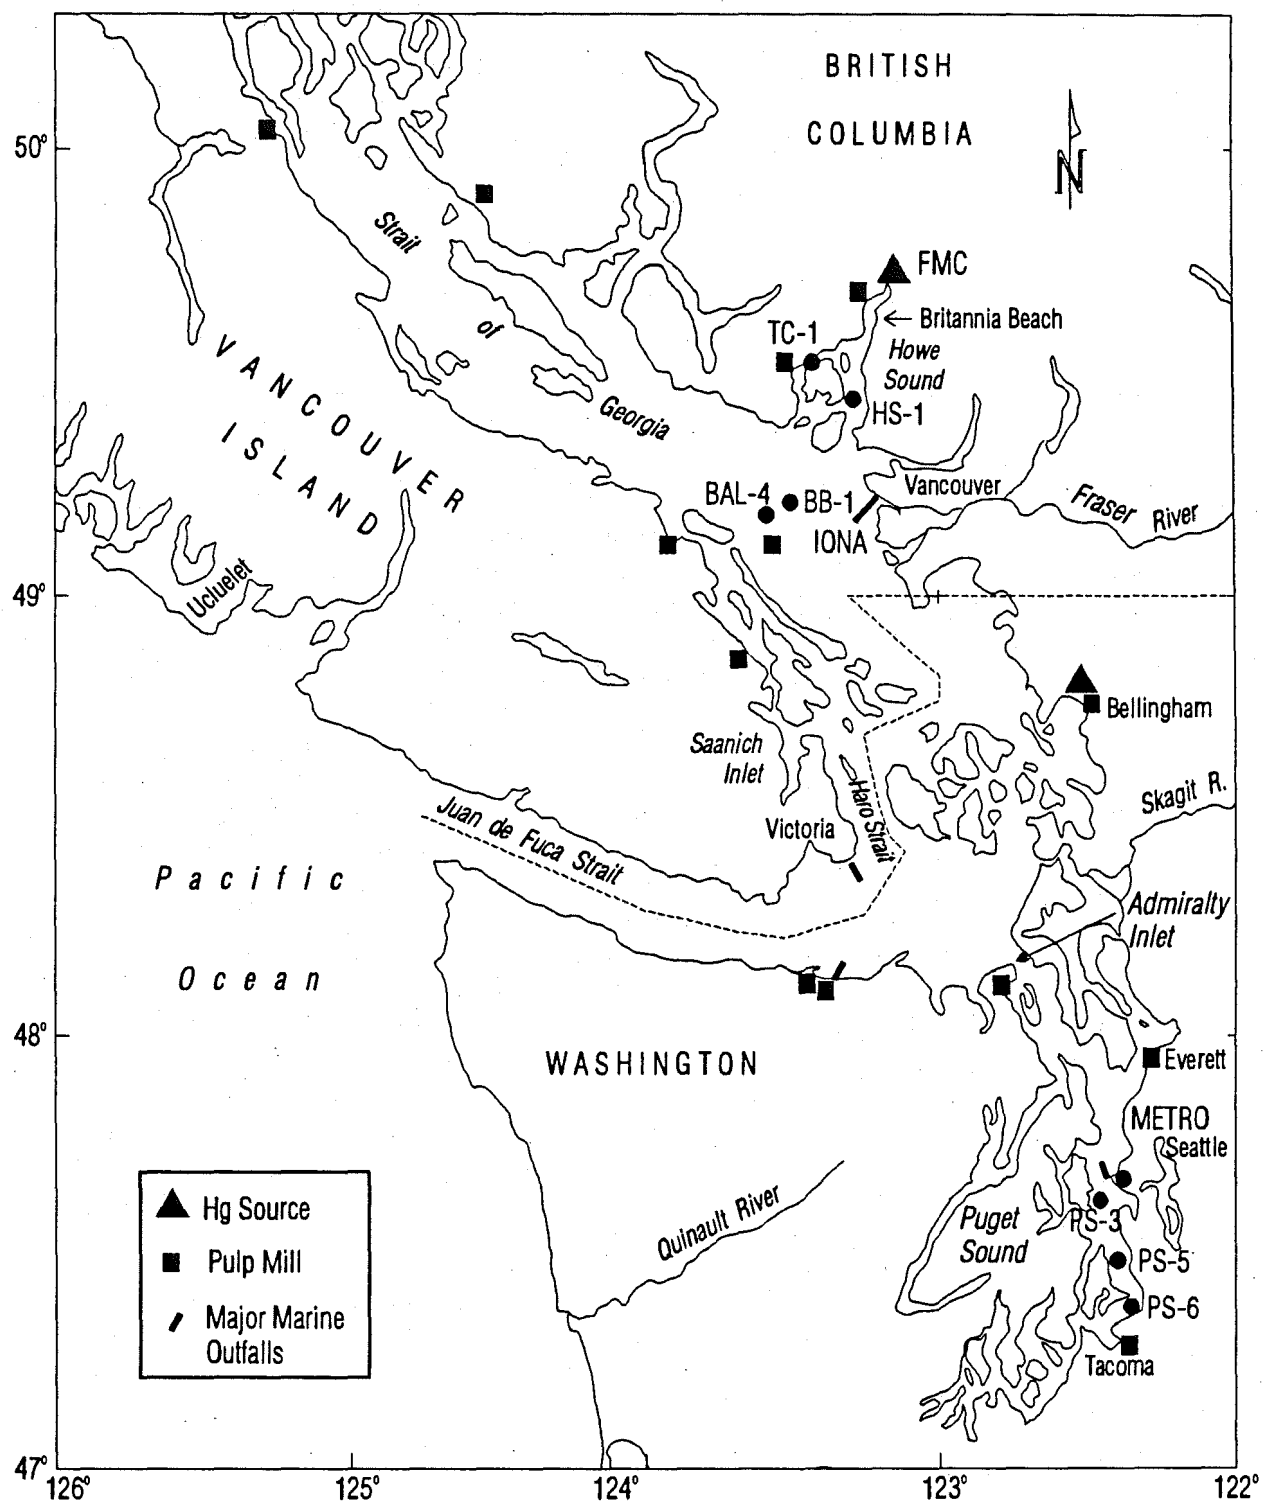 BRITISH
COLUMBIA
N
50°
Strait
of
Georgia
FMC
Britannia Beach
TC-1
Howe
Sound
HS-1
VANCOUVER
ISLAND
BAL-4
BB-1
IONA
Vancouver
Fraser River
49°
Ucluelet
Bellingham
Saanich
Inlet
Haro Strait
Skagit R.
Victoria
Juan de Fuca Strait
Pacific
Ocean
Admiralty
Inlet
48°
WASHINGTON
Everett
METRO
Seattle
PS-3
Puget
Sound
PS-5
PS-6
Tacoma
Quinault River
Hg Source
Pulp Mill
Major Marine
Outfalls
47°
126° 125° 124° 123° 122°